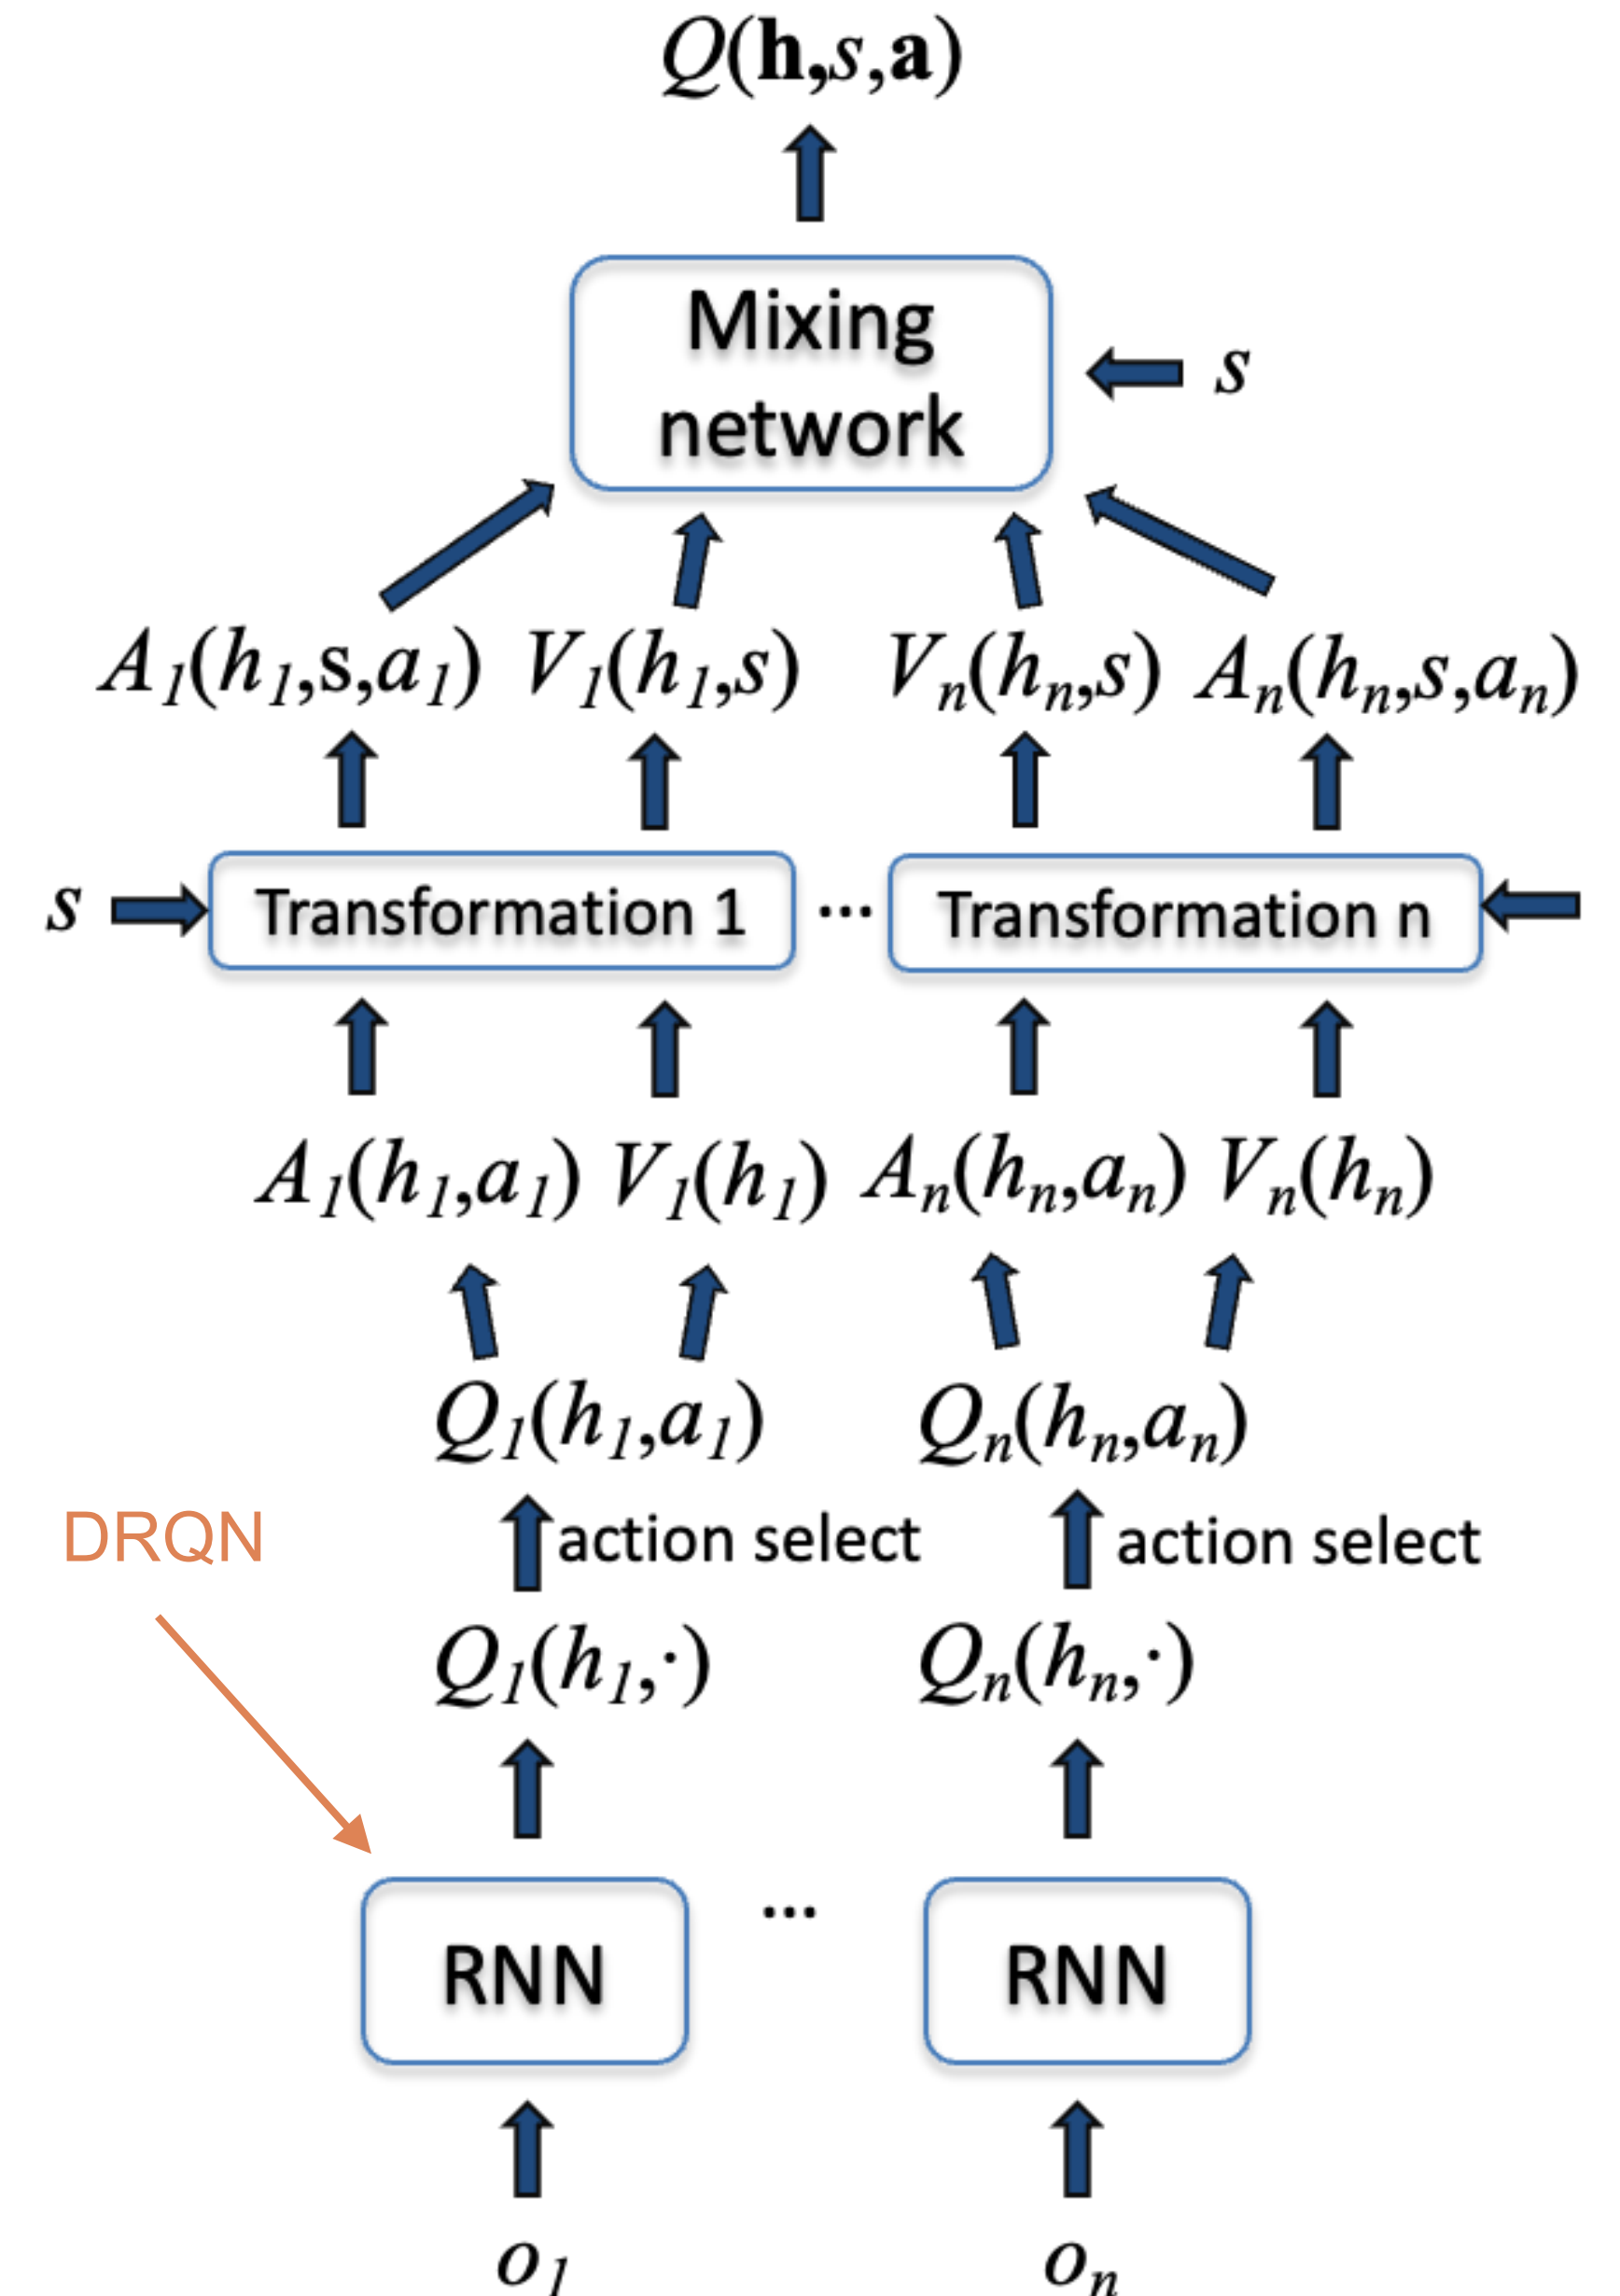 Q(h,s,a)
Mixing
network
s
A₁(h₁,s,a₁) V₁(h₁,s) Vₙ(hₙ,s) Aₙ(hₙ,s,aₙ)
s Transformation 1 ... Transformation n
A₁(h₁,a₁) V₁(h₁) Aₙ(hₙ,aₙ) Vₙ(hₙ)
Q₁(h₁,a₁) Qₙ(hₙ,aₙ)
DRQN action select action select
Q₁(h₁,·) Qₙ(hₙ,·)
RNN ... RNN
o₁ oₙ